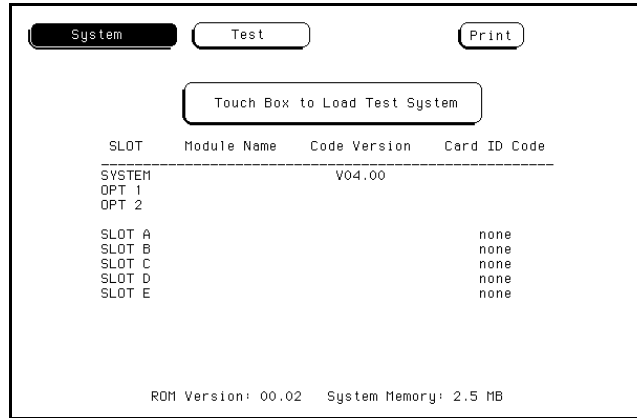 System Test Print
Touch Box to Load Test System
SLOT Module Name Code Version Card ID Code
SYSTEM V04.00
OPT 1
OPT 2
SLOT A none
SLOT B none
SLOT C none
SLOT D none
SLOT E none
ROM Version: 00.02 System Memory: 2.5 MB